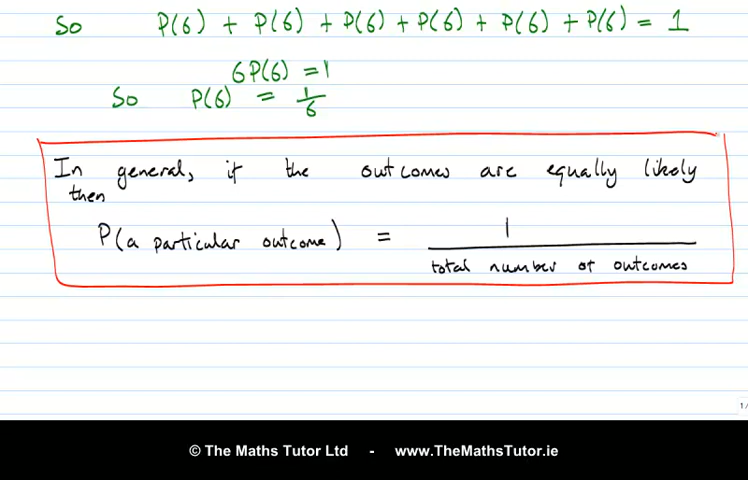 So P(6) + P(6) + P(6) + P(6) + P(6) + P(6) = 1
6P(6) = 1
So P(6) = 1/6
In general, if the outcomes are equally likely
then
P(a particular outcome) = 1
total number of outcomes
1/
© The Maths Tutor Ltd - www.TheMathsTutor.ie